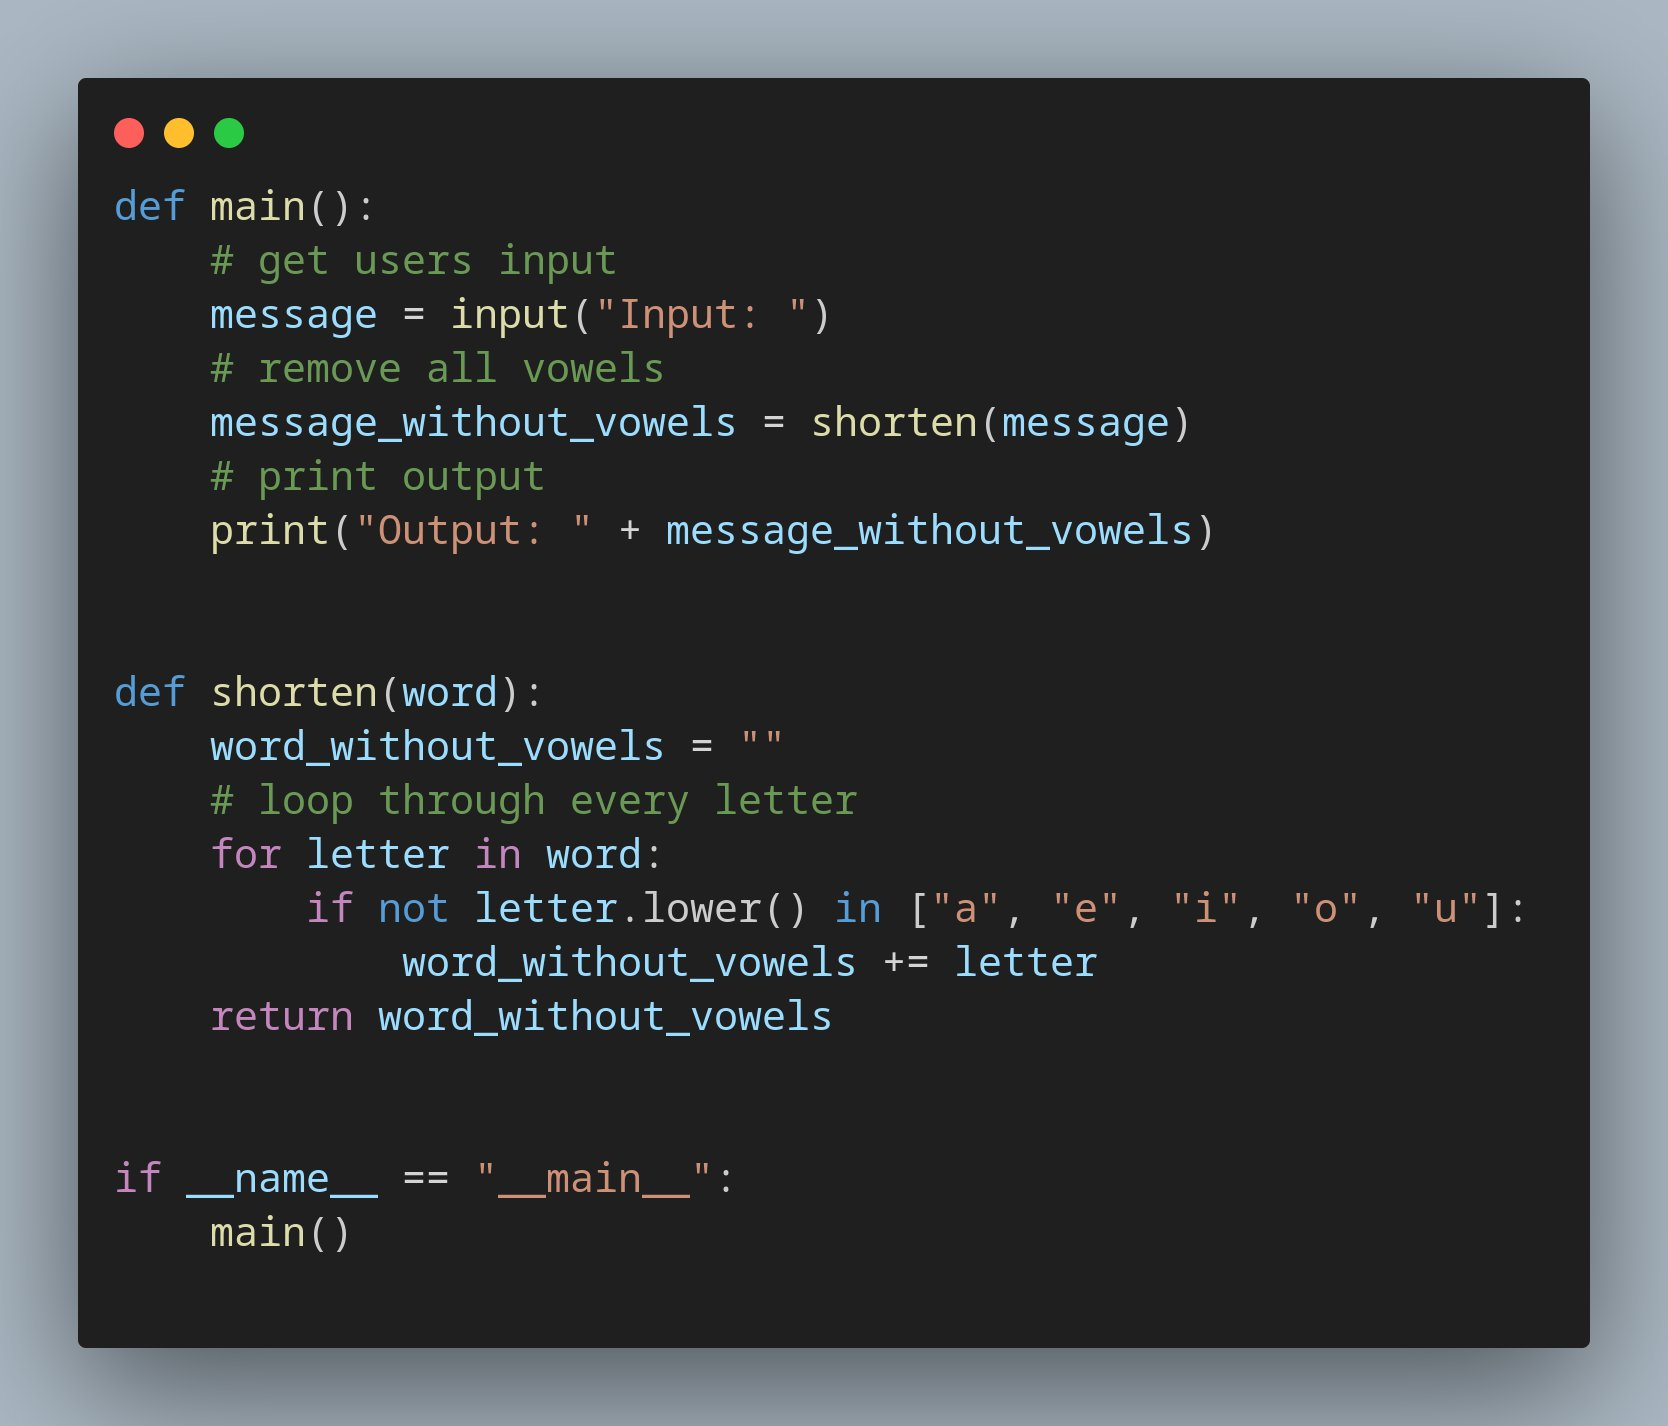 def main():
    # get users input
    message = input("Input: ")
    # remove all vowels
    message_without_vowels = shorten(message)
    # print output
    print("Output: " + message_without_vowels)
def shorten(word):
    word_without_vowels = ""
    # loop through every letter
    for letter in word:
        if not letter.lower() in ["a", "e", "i", "o", "u"]:
            word_without_vowels += letter
    return word_without_vowels
if __name__ == "__main__":
    main()